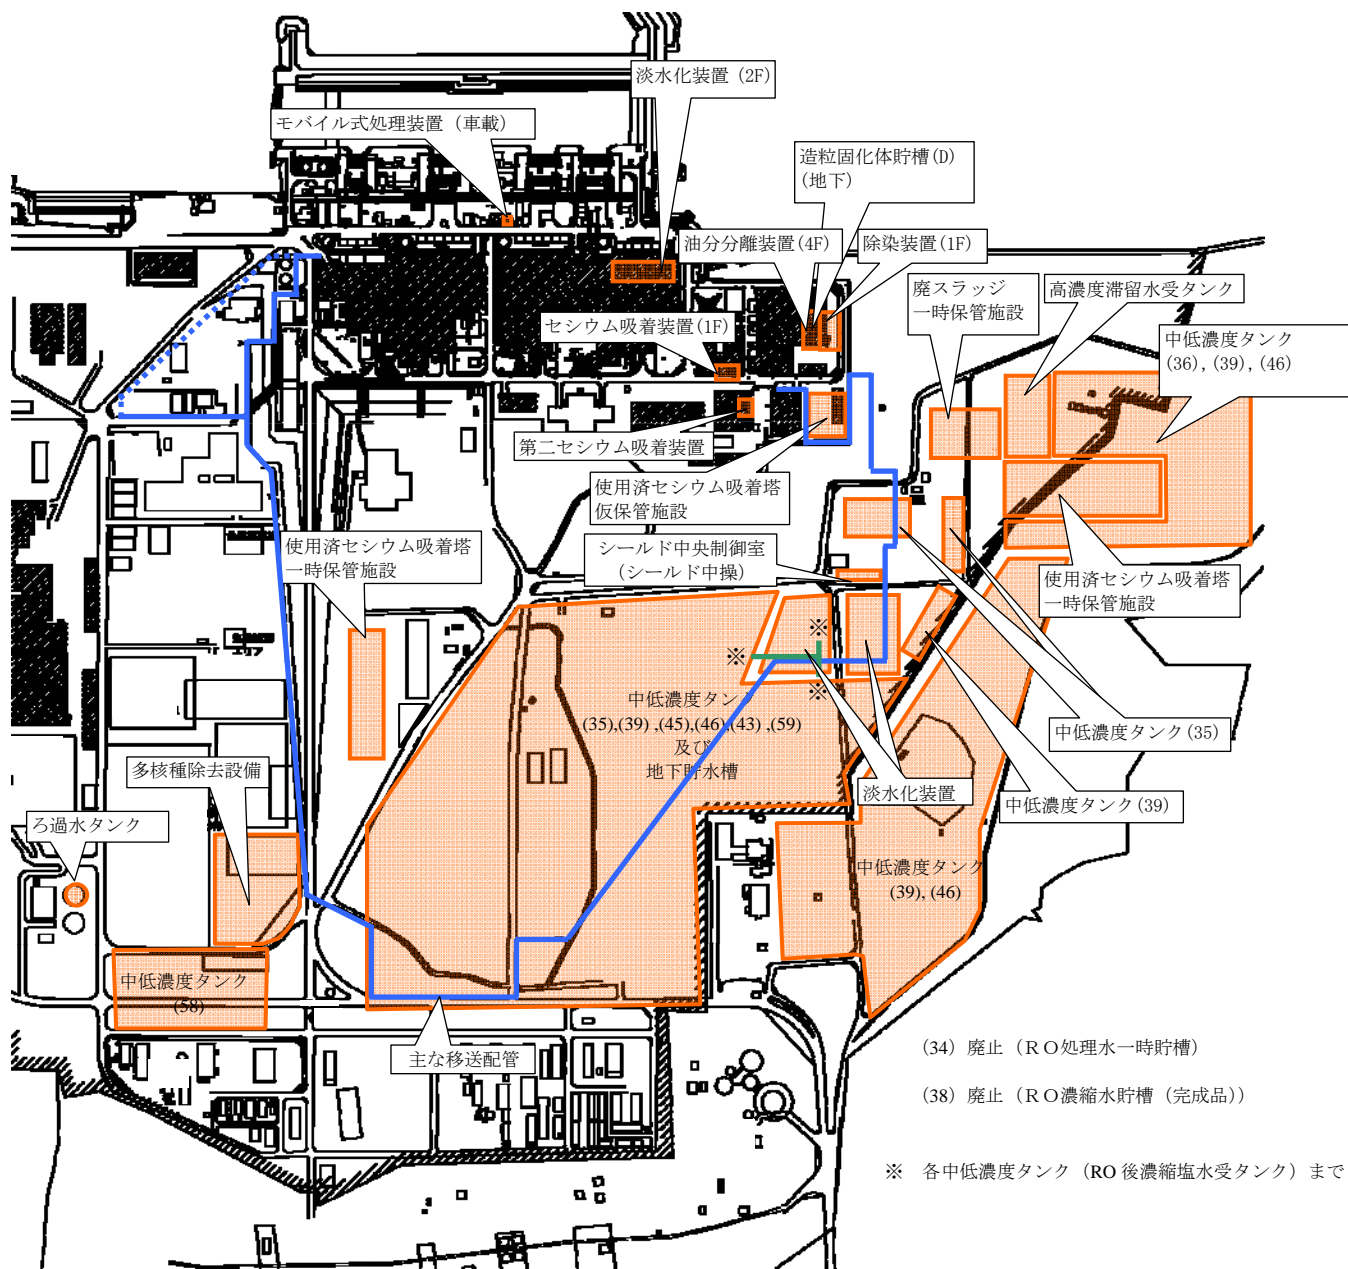 淡水化装置(2F)
モバイル式処理装置（車載）
造粒固化体貯槽(D)
(地下)
油分分離装置(4F)
除染装置(1F)
廃スラッジ
一時保管施設
高濃度滞留水受タンク
セシウム吸着装置(1F)
中低濃度タンク
(36), (39), (46)
第二セシウム吸着装置
使用済セシウム吸着塔
仮保管施設
使用済セシウム吸着塔
一時保管施設
シールド中央制御室
(シールド中操)
使用済セシウム吸着塔
一時保管施設
※
※
※
中低濃度タンク
(35),(39) ,(45),(46),(43) ,(59)
及び
地下貯水槽
中低濃度タンク(35)
多核種除去設備
淡水化装置
中低濃度タンク(39)
ろ過水タンク
中低濃度タンク
(39), (46)
中低濃度タンク
(58)
主な移送配管
(34) 廃止（ＲＯ処理水一時貯槽）
(38) 廃止（ＲＯ濃縮水貯槽（完成品））
※　各中低濃度タンク（RO 後濃縮塩水受タンク）まで